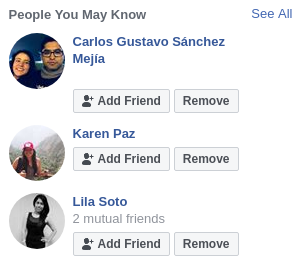 People You May Know
See All
Carlos Gustavo Sánchez
Mejía
Add Friend
Remove
Karen Paz
Add Friend
Remove
Lila Soto
2 mutual friends
Add Friend
Remove